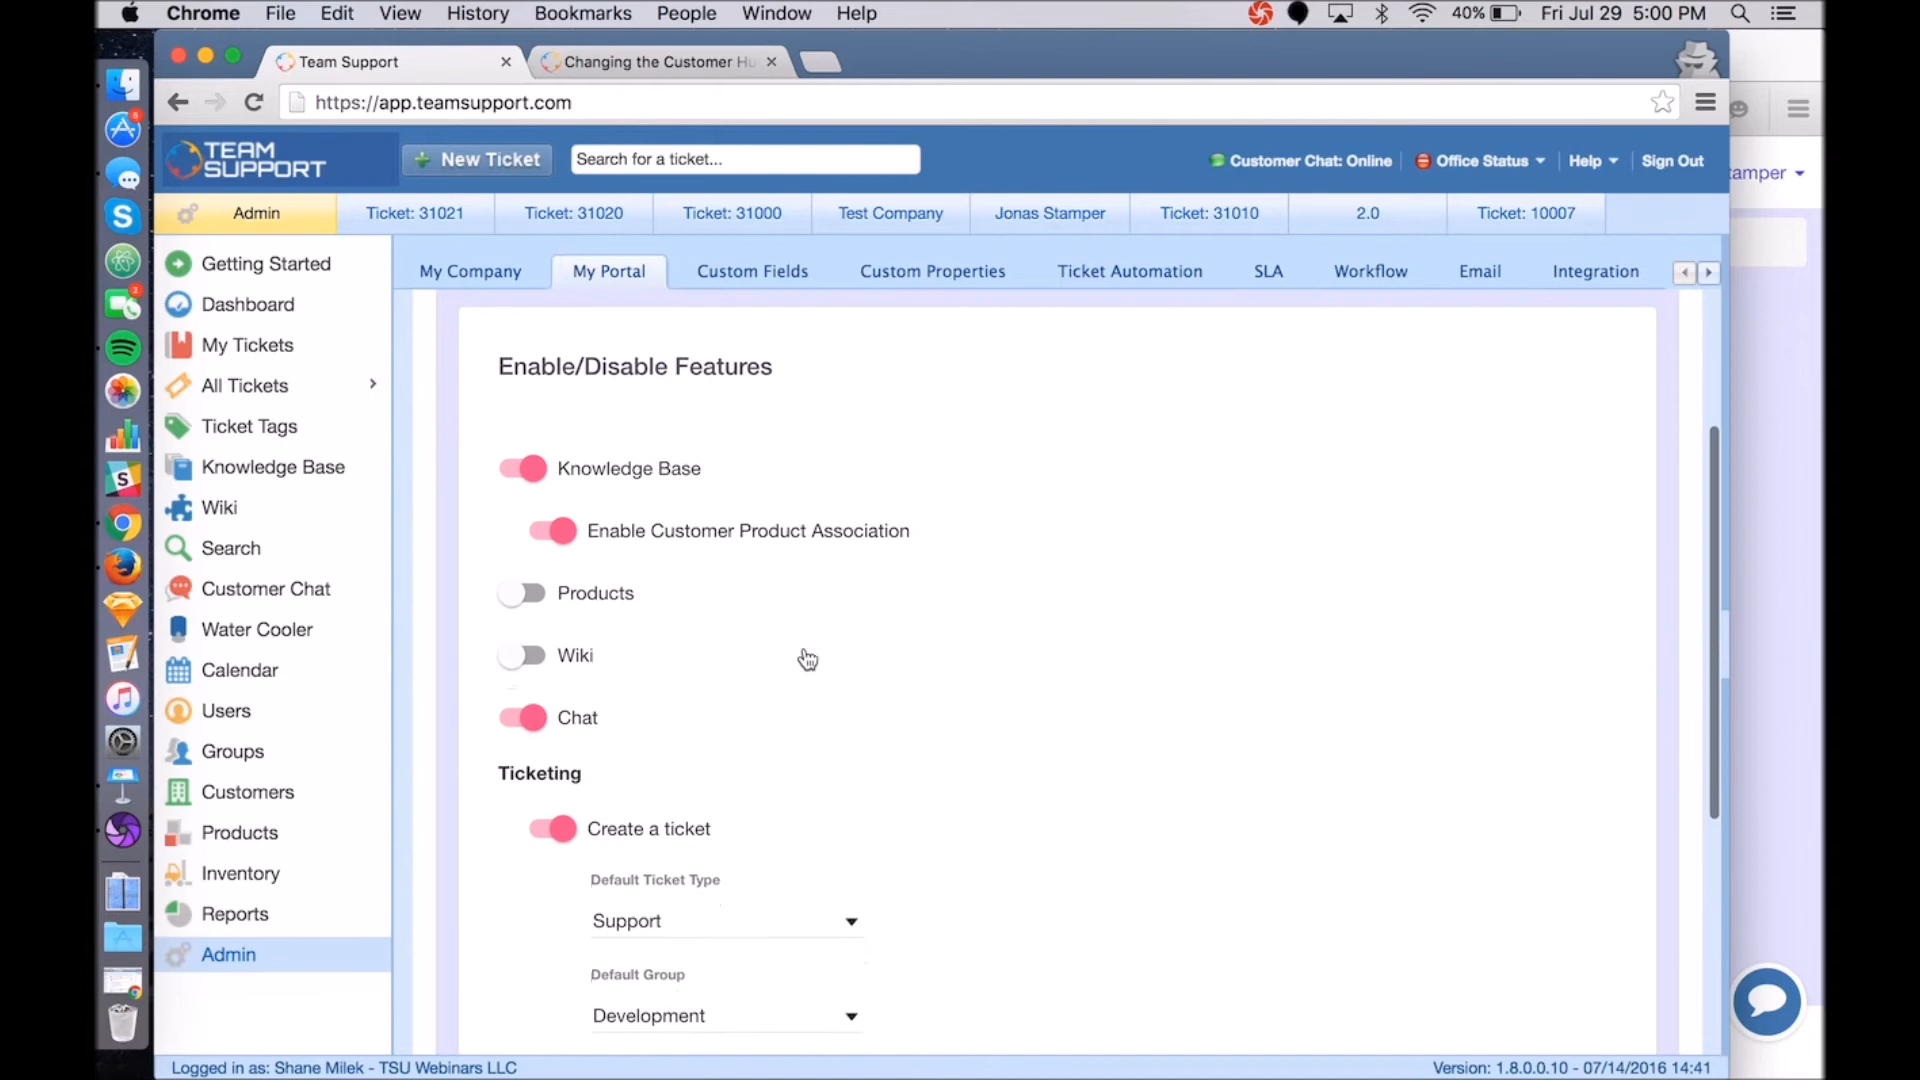 Chrome File Edit View History Bookmarks People Window Help 40% Fri Jul 29 5:00 PM
Team Support
Changing the Customer Hu
https://app.teamsupport.com
TEAM SUPPORT
New Ticket
Search for a ticket...
Customer Chat: Online
Office Status
Help
Sign Out
tamper
Admin
Ticket: 31021
Ticket: 31020
Ticket: 31000
Test Company
Jonas Stamper
Ticket: 31010
2.0
Ticket: 10007
My Company
My Portal
Custom Fields
Custom Properties
Ticket Automation
SLA
Workflow
Email
Integration
Getting Started
Dashboard
My Tickets
All Tickets
Ticket Tags
Knowledge Base
Wiki
Search
Customer Chat
Water Cooler
Calendar
Users
Groups
Customers
Products
Inventory
Reports
Admin
Enable/Disable Features
Knowledge Base
Enable Customer Product Association
Products
Wiki
Chat
Ticketing
Create a ticket
Default Ticket Type
Support
Default Group
Development
Logged in as: Shane Milek - TSU Webinars LLC
Version: 1.8.0.0.10 - 07/14/2016 14:41